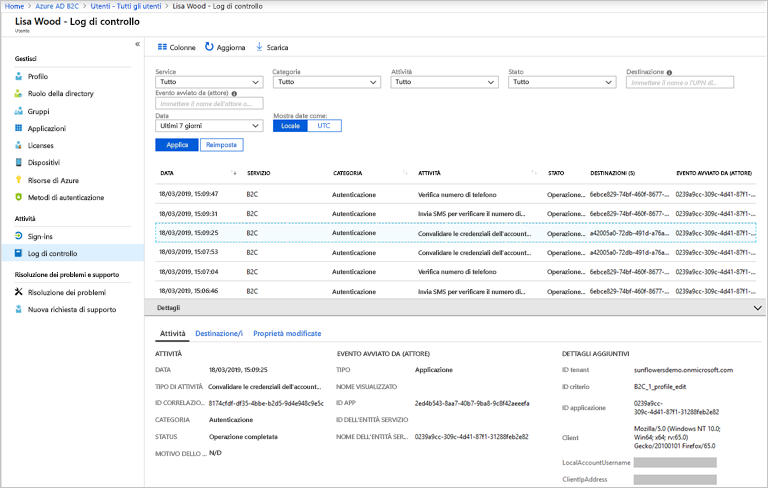 Home > Azure AD B2C > Utenti - Tutti gli utenti > Lisa Wood - Log di controllo
Lisa Wood - Log di controllo
Utente
Gestisci
Profilo
Ruolo della directory
Gruppi
Applicazioni
Licenses
Dispositivi
Risorse di Azure
Metodi di autenticazione
Attività
Sign-ins
Log di controllo
Risoluzione dei problemi e supporto
Risoluzione dei problemi
Nuova richiesta di supporto
Colonne Aggiorna Scarica
Service Categoria Attività Stato Destinazione
Tutto Tutto Tutto Tutto Immettere il nome o l'UPN di...
Evento avviato da (attore)
Immettere il nome dell'attore o...
Data Mostra date come:
Ultimi 7 giorni Locale UTC
Applica Reimposta
DATA SERVIZIO CATEGORIA ATTIVITÀ STATO DESTINAZIONI (S) EVENTO AVVIATO DA (ATTORE)
18/03/2019, 15:09:47 B2C Autenticazione Verifica numero di telefono Operazione... 6ebce829-74bf-460f-8677-... 0239a9cc-309c-4d41-87f1-...
18/03/2019, 15:09:31 B2C Autenticazione Invia SMS per verificare il numero di... Operazione... 6ebce829-74bf-460f-8677-... 0239a9cc-309c-4d41-87f1-...
18/03/2019, 15:09:25 B2C Autenticazione Convalidare le credenziali dell'account... Operazione... a42005a0-72db-491d-a76a... 0239a9cc-309c-4d41-87f1-...
18/03/2019, 15:07:53 B2C Autenticazione Convalidare le credenziali dell'account... Operazione... a42005a0-72db-491d-a76a... 0239a9cc-309c-4d41-87f1-...
18/03/2019, 15:07:04 B2C Autenticazione Verifica numero di telefono Operazione... 6ebce829-74bf-460f-8677-... 0239a9cc-309c-4d41-87f1-...
18/03/2019, 15:06:46 B2C Autenticazione Invia SMS per verificare il numero di... Operazione... 6ebce829-74bf-460f-8677-... 0239a9cc-309c-4d41-87f1-...
Dettagli
Attività Destinazione/i Proprietà modificate
ATTIVITÀ
DATA 18/03/2019, 15:09:25
TIPO DI ATTIVITÀ Convalidare le credenziali dell'account...
ID CORRELAZIO... 8174cfdf-df35-4bbe-b2d5-9d4e948c9e5c
CATEGORIA Autenticazione
STATUS Operazione completata
MOTIVO DELLO ... N/D
EVENTO AVVIATO DA (ATTORE)
TIPO Applicazione
NOME VISUALIZZATO
ID APP 2ed4b543-8aa7-40b7-9ba8-9c8f42aeeefa
ID DELL'ENTITÀ SERVIZIO
NOME DELL'ENTITÀ SER... 0239a9cc-309c-4d41-87f1-31288feb2e82
DETTAGLI AGGIUNTIVI
ID tenant sunflowersdemo.onmicrosoft.com
ID criterio B2C_1_profile_edit
ID applicazione 0239a9cc-
309c-4d41-87f1-31288feb2e82
Client Mozilla/5.0 (Windows NT 10.0;
Win64; x64; rv:65.0)
Gecko/20100101 Firefox/65.0
LocalAccountUsername
ClientIpAddress